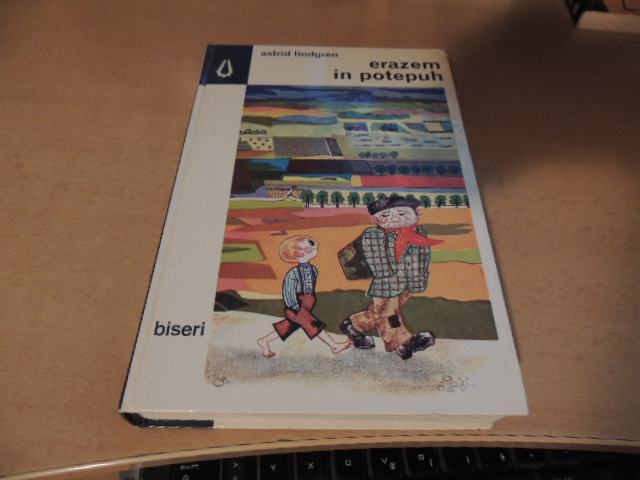 astrid lindgren
erazem
in potepuh
biseri